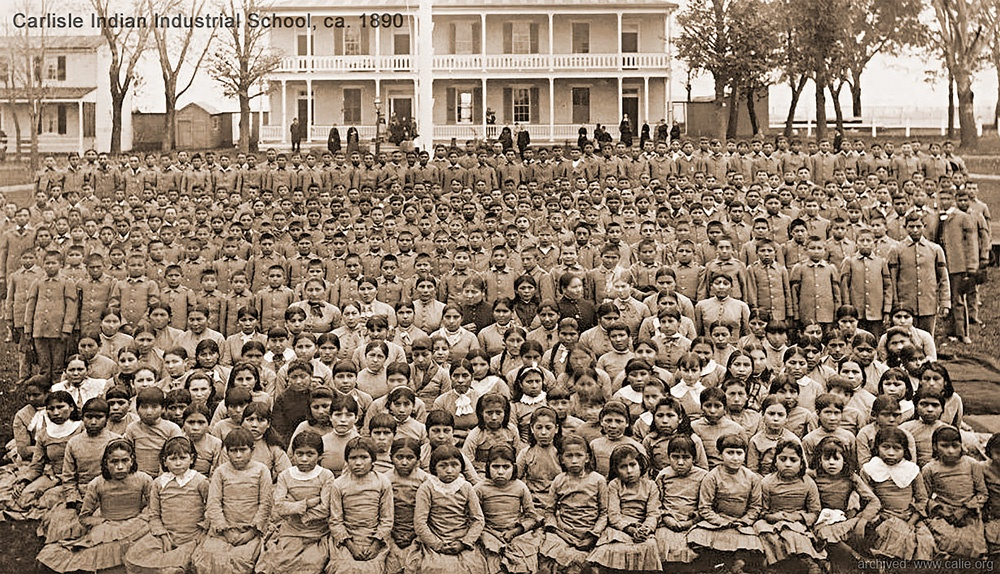 Carlisle Indian Industrial School, ca. 1890
archived www.calie.org